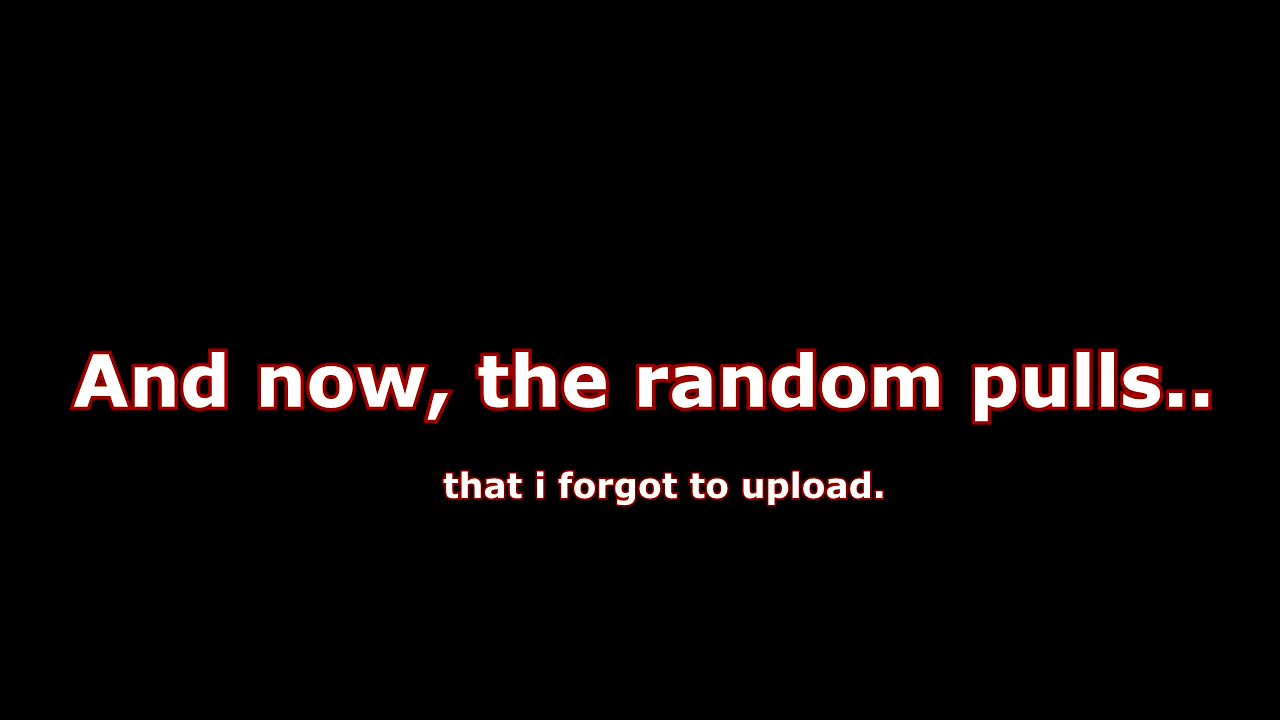 And now, the random pulls..
that i forgot to upload.